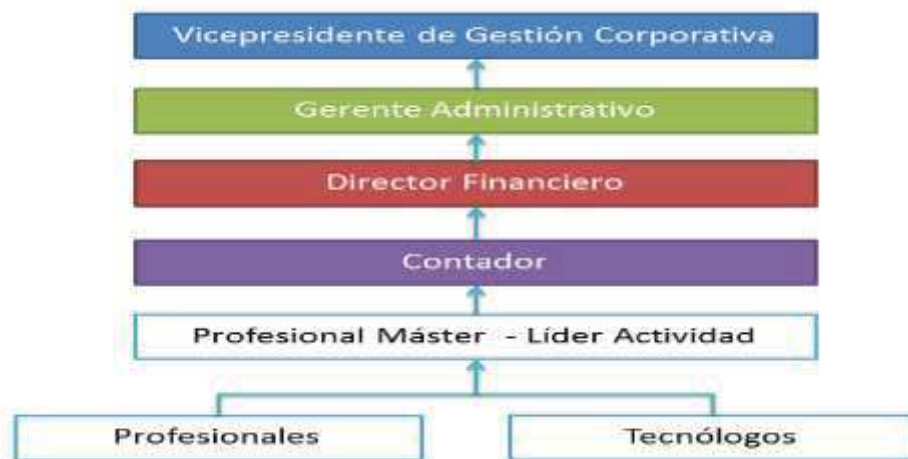 Vicepresidente de Gestión Corporativa
Gerente Administrativo
Director Financiero
Contador
Profesional Máster - Líder Actividad
Profesionales
Tecnólogos